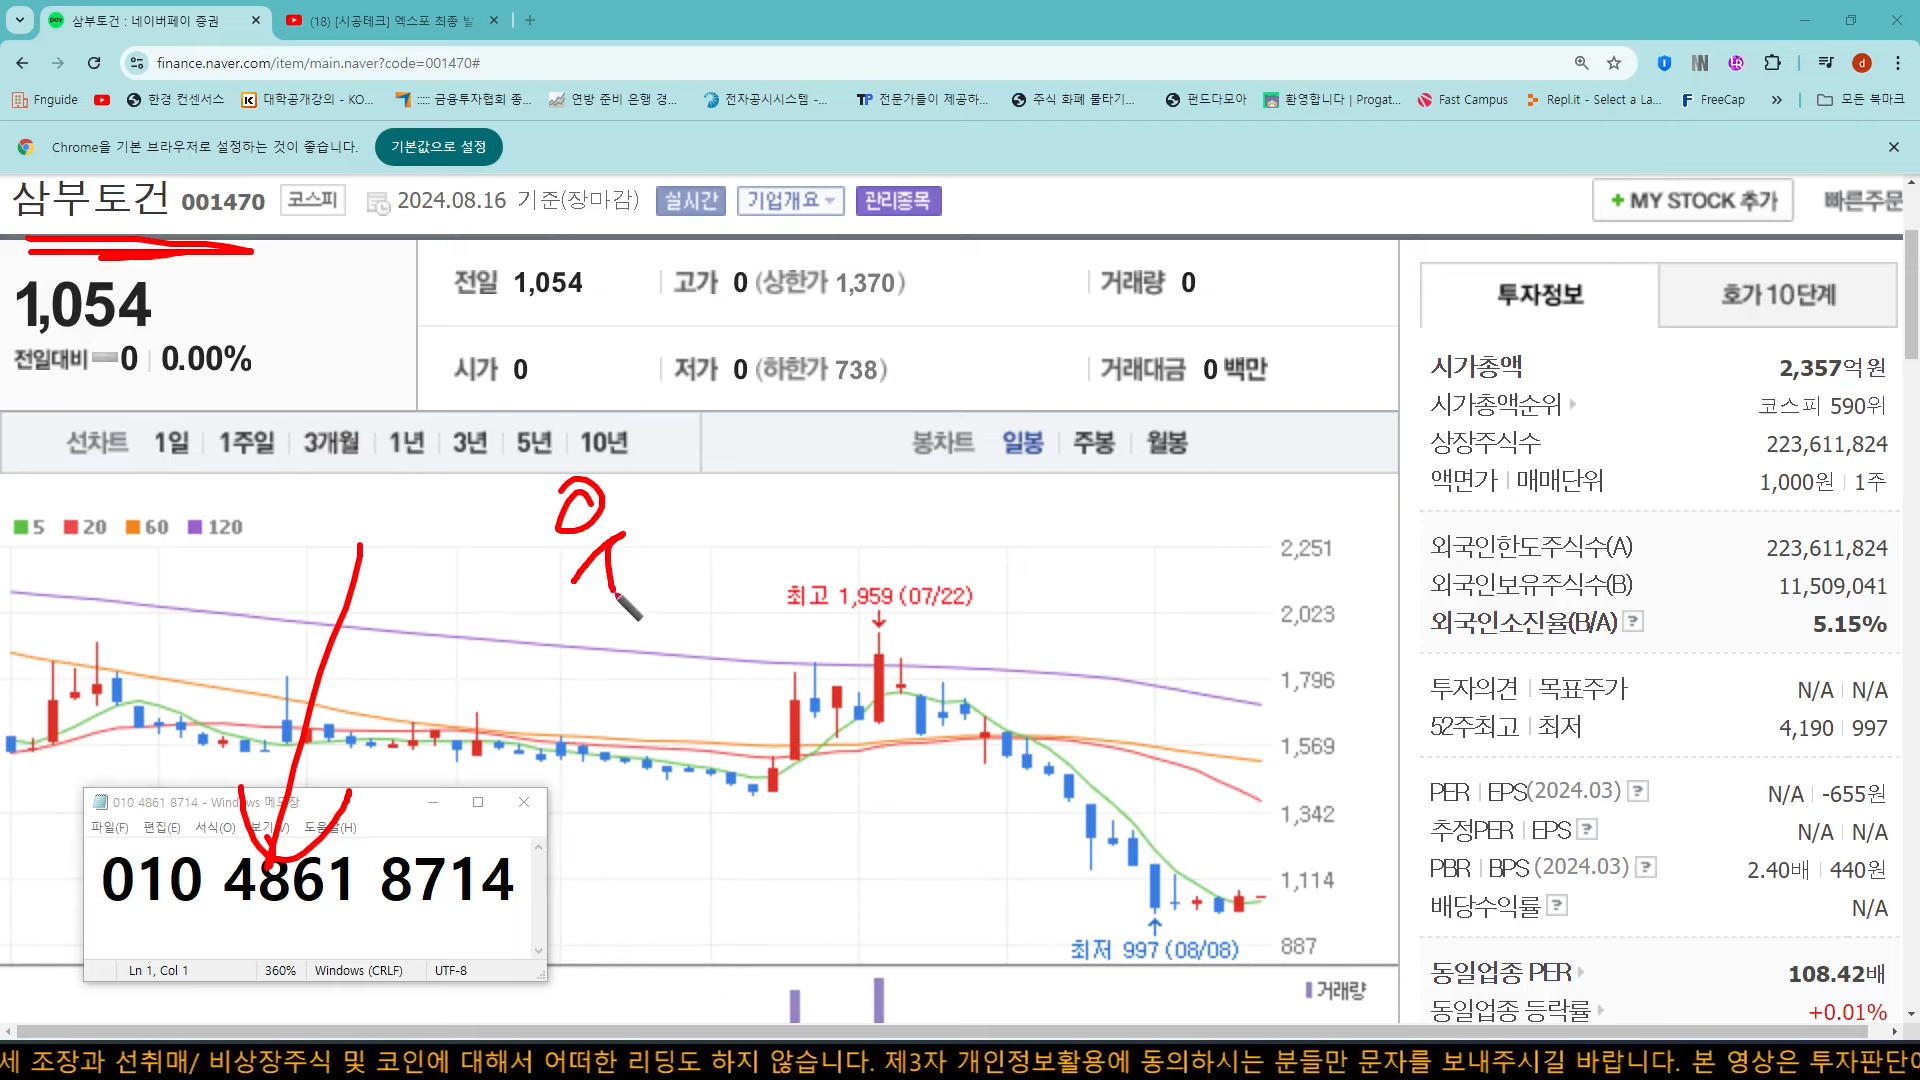 삼부토건 : 네이버페이 증권
(18) [시공테크] 엑스포 최종 발
finance.naver.com/item/main.naver?code=001470#
Fnguide
한경 컨센서스
대학공개강의 - KO...
::::: 금융투자협회 종...
연방 준비 은행 경...
전자공시시스템 -...
전문가들이 제공하...
주식 화폐 물타기...
펀드다모아
환영합니다 | Progat...
Fast Campus
Repl.it - Select a La...
FreeCap
모든 북마크
Chrome을 기본 브라우저로 설정하는 것이 좋습니다.
기본값으로 설정
삼부토건 001470 코스피 2024.08.16 기준(장마감) 실시간 기업개요 관리종목
+ MY STOCK 추가 빠른주문
1,054
전일대비 0 0.00%
전일 1,054 고가 0 (상한가 1,370) 거래량 0
시가 0 저가 0 (하한가 738) 거래대금 0 백만
선차트 1일 1주일 3개월 1년 3년 5년 10년
봉차트 일봉 주봉 월봉
5 20 60 120
최고 1,959 (07/22)
최저 997 (08/08)
2,251
2,023
1,796
1,569
1,342
1,114
887
거래량
010 4861 8714 - Windows 메모장
파일(F) 편집(E) 서식(O) 보기(V) 도움말(H)
010 4861 8714
Ln 1, Col 1 360% Windows (CRLF) UTF-8
투자정보 호가 10단계
시가총액 2,357억원
시가총액순위 코스피 590위
상장주식수 223,611,824
액면가 매매단위 1,000원 1주
외국인한도주식수(A) 223,611,824
외국인보유주식수(B) 11,509,041
외국인소진율(B/A) ? 5.15%
투자의견 목표주가 N/A N/A
52주최고 최저 4,190 997
PER EPS(2024.03) ? N/A -655원
추정PER EPS ? N/A N/A
PBR BPS (2024.03) ? 2.40배 440원
배당수익률 ? N/A
동일업종 PER 108.42배
동일업종 등락률 +0.01%
세 조장과 선취매/ 비상장주식 및 코인에 대해서 어떠한 리딩도 하지 않습니다. 제3자 개인정보활용에 동의하시는 분들만 문자를 보내주시길 바랍니다. 본 영상은 투자판단이